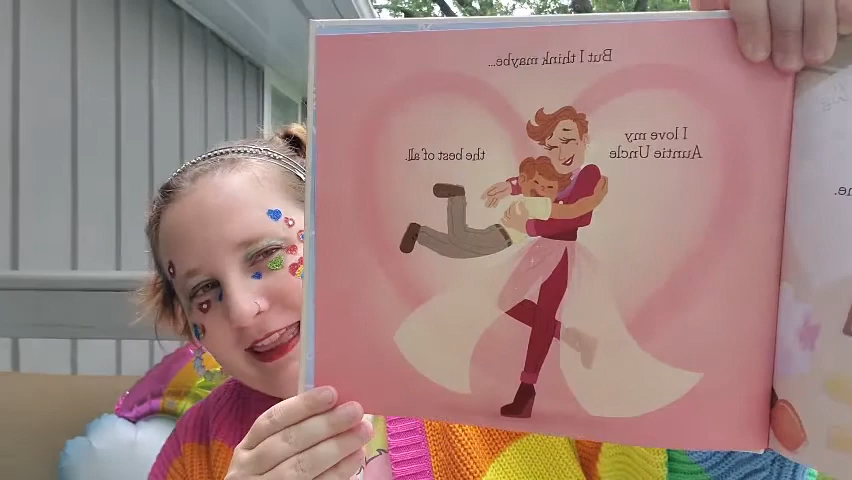 But I think maybe...
I love my
Auntie Uncle
the best of all.